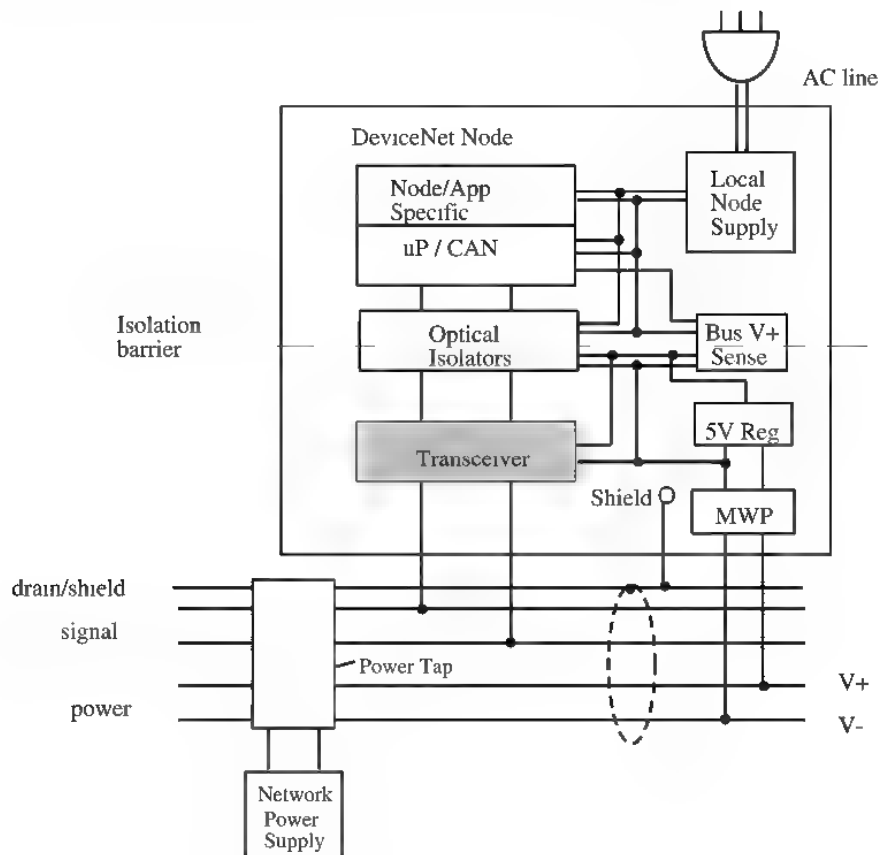 AC line
DeviceNet Node
Node/App
Specific
Local
Node
Supply
uP / CAN
Isolation
barrier
Optical
Isolators
Bus V+
Sense
5V Reg
Transceiver
Shield
MWP
drain/shield
signal
Power Tap
power
V+
V-
Network
Power
Supply